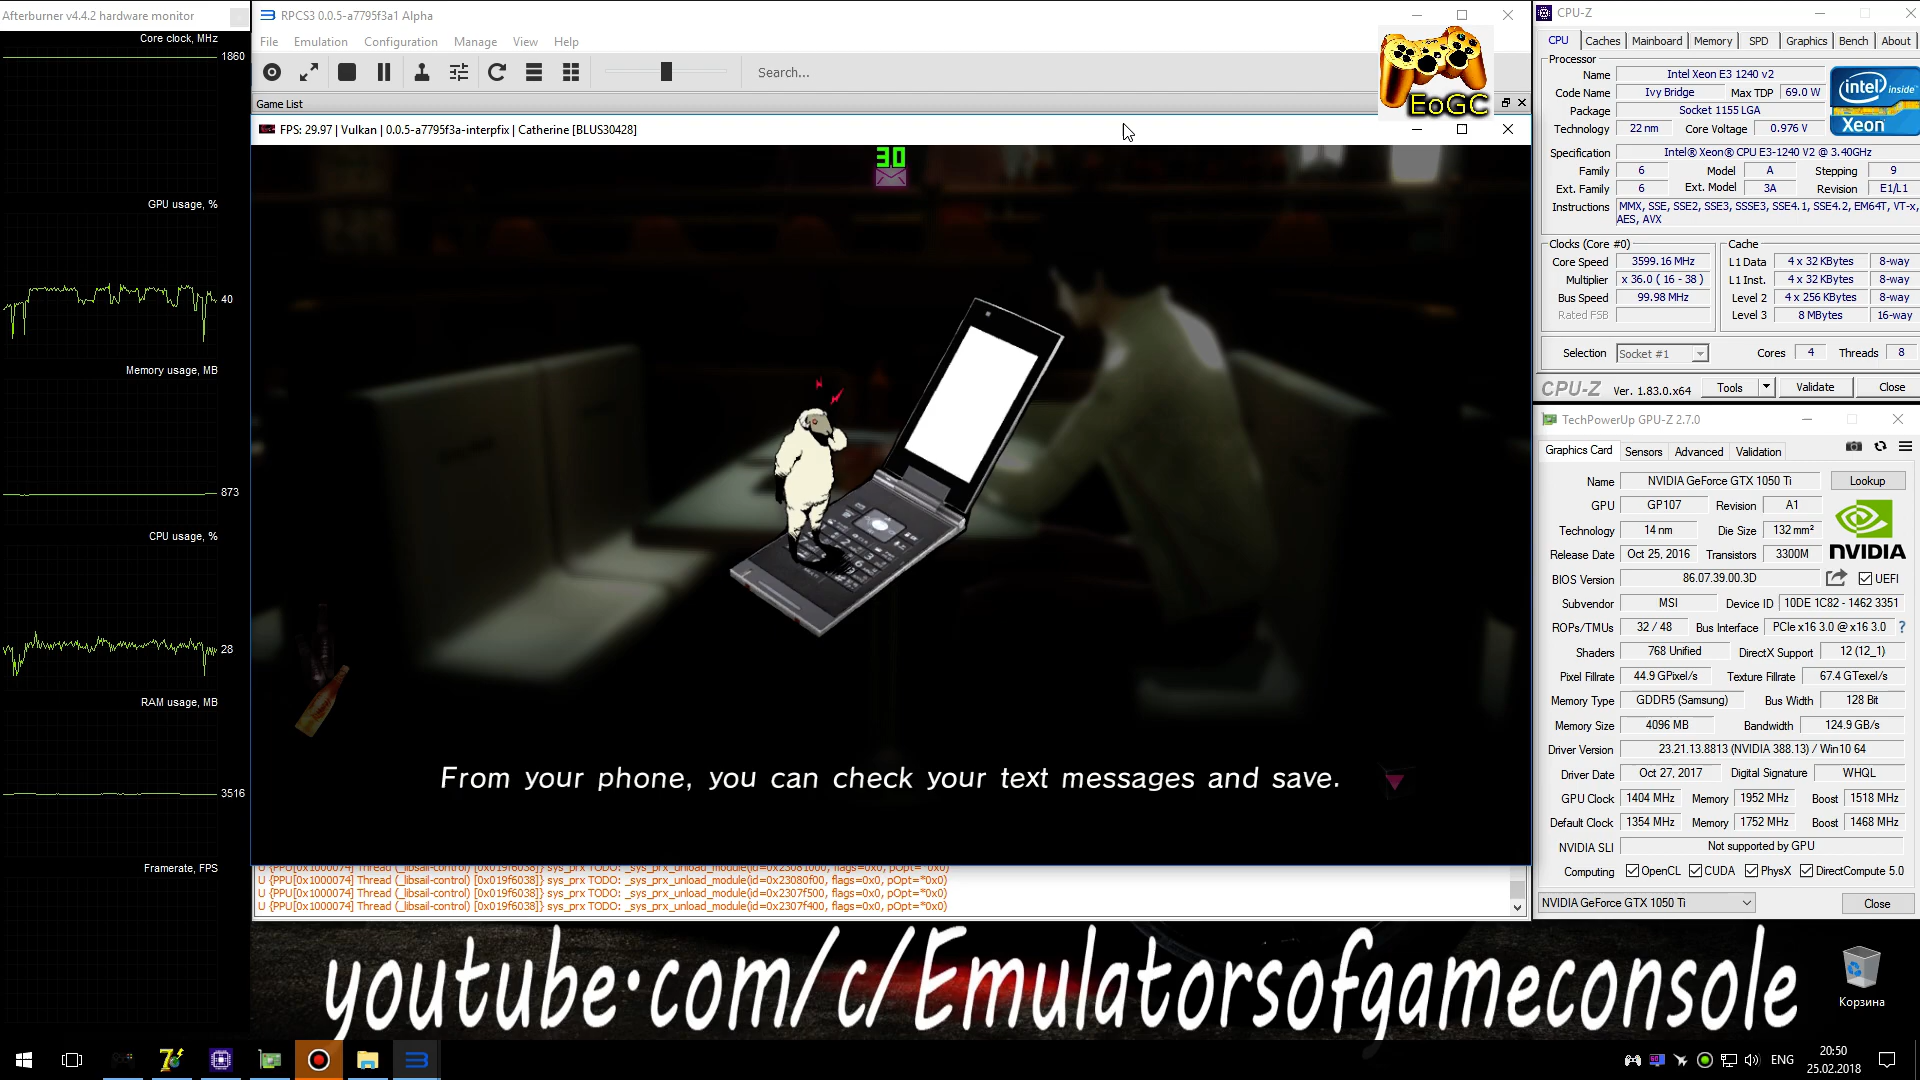 Afterburner v4.4.2 hardware monitor
Core clock, MHz
1860
GPU usage, %
40
Memory usage, MB
873
CPU usage, %
28
RAM usage, MB
3516
Framerate, FPS
RPCS3 0.0.5-a7795f3a1 Alpha
File Emulation Configuration Manage View Help
Search...
EoGC
Game List
FPS: 29.97 | Vulkan | 0.0.5-a7795f3a-interpfix | Catherine [BLUS30428]
30
From your phone, you can check your text messages and save.
U {PPU[0x1000074] Thread (_libsail-control) [0x019f6038]} sys_prx TODO: _sys_prx_unload_module(id=0x23081000, flags=0x0, pOpt=*0x0)
U {PPU[0x1000074] Thread (_libsail-control) [0x019f6038]} sys_prx TODO: _sys_prx_unload_module(id=0x23080f00, flags=0x0, pOpt=*0x0)
U {PPU[0x1000074] Thread (_libsail-control) [0x019f6038]} sys_prx TODO: _sys_prx_unload_module(id=0x2307f500, flags=0x0, pOpt=*0x0)
U {PPU[0x1000074] Thread (_libsail-control) [0x019f6038]} sys_prx TODO: _sys_prx_unload_module(id=0x2307f400, flags=0x0, pOpt=*0x0)
CPU-Z
CPU Caches Mainboard Memory SPD Graphics Bench About
Processor
Name Intel Xeon E3 1240 v2
Code Name Ivy Bridge Max TDP 69.0 W
Package Socket 1155 LGA
Technology 22 nm Core Voltage 0.976 V
intel inside
Xeon
Specification Intel® Xeon® CPU E3-1240 V2 @ 3.40GHz
Family 6 Model A Stepping 9
Ext. Family 6 Ext. Model 3A Revision E1/L1
Instructions MMX, SSE, SSE2, SSE3, SSSE3, SSE4.1, SSE4.2, EM64T, VT-x,
AES, AVX
Clocks (Core #0) Cache
Core Speed 3599.16 MHz L1 Data 4 x 32 KBytes 8-way
Multiplier x 36.0 ( 16 - 38 ) L1 Inst. 4 x 32 KBytes 8-way
Bus Speed 99.98 MHz Level 2 4 x 256 KBytes 8-way
Rated FSB Level 3 8 MBytes 16-way
Selection Socket #1 Cores 4 Threads 8
CPU-Z Ver. 1.83.0.x64 Tools Validate Close
TechPowerUp GPU-Z 2.7.0
Graphics Card Sensors Advanced Validation
Name NVIDIA GeForce GTX 1050 Ti Lookup
GPU GP107 Revision A1
Technology 14 nm Die Size 132 mm²
Release Date Oct 25, 2016 Transistors 3300M
NVIDIA
BIOS Version 86.07.39.00.3D UEFI
Subvendor MSI Device ID 10DE 1C82 - 1462 3351
ROPs/TMUs 32 / 48 Bus Interface PCIe x16 3.0 @ x16 3.0 ?
Shaders 768 Unified DirectX Support 12 (12_1)
Pixel Fillrate 44.9 GPixel/s Texture Fillrate 67.4 GTexel/s
Memory Type GDDR5 (Samsung) Bus Width 128 Bit
Memory Size 4096 MB Bandwidth 124.9 GB/s
Driver Version 23.21.13.8813 (NVIDIA 388.13) / Win10 64
Driver Date Oct 27, 2017 Digital Signature WHQL
GPU Clock 1404 MHz Memory 1952 MHz Boost 1518 MHz
Default Clock 1354 MHz Memory 1752 MHz Boost 1468 MHz
NVIDIA SLI Not supported by GPU
Computing OpenCL CUDA PhysX DirectCompute 5.0
NVIDIA GeForce GTX 1050 Ti Close
youtube.com/c/Emulatorsofgameconsole
Корзина
ENG
20:50
25.02.2018